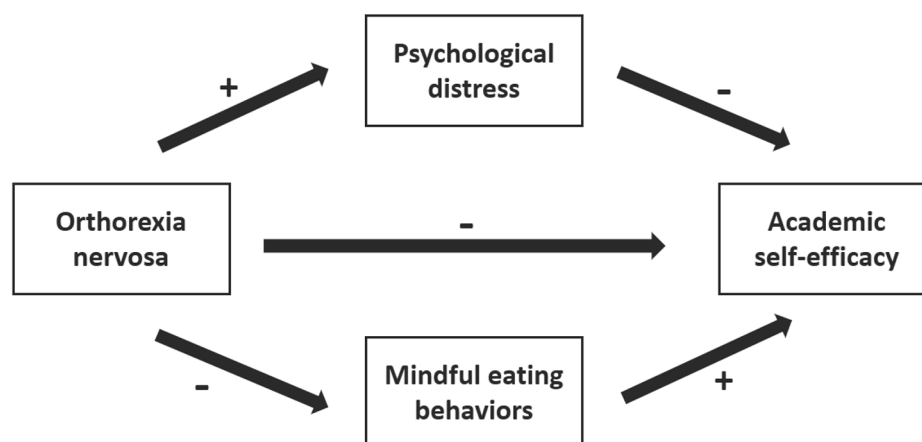 Psychological
distress
+
-
Orthorexia
nervosa
-
Academic
self-efficacy
-
Mindful eating
behaviors
+